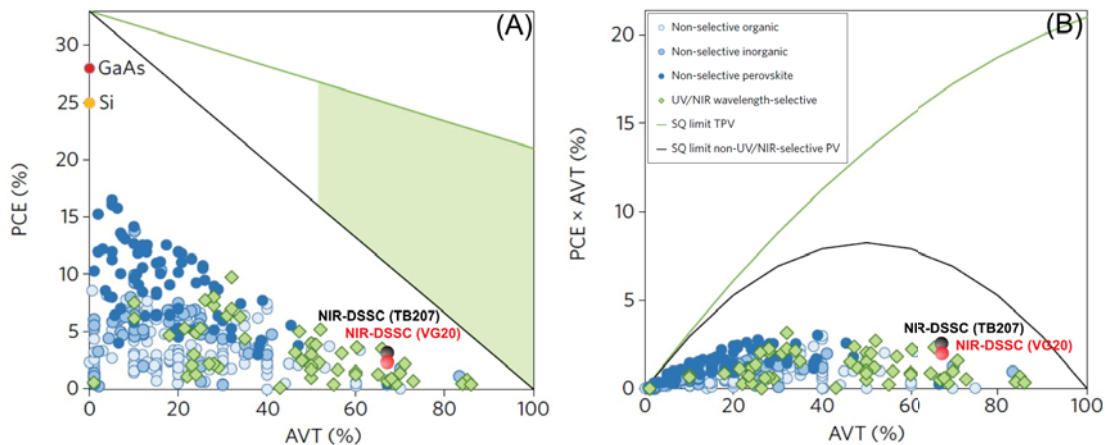 (A)
PCE (%)
30
25
20
15
10
5
0
GaAs
Si
NIR-DSSC (TB207)
NIR-DSSC (VG20)
0
20
40
60
80
100
AVT (%)
(B)
PCE × AVT (%)
20
15
10
5
0
Non-selective organic
Non-selective inorganic
Non-selective perovskite
UV/NIR wavelength-selective
SQ limit TPV
SQ limit non-UV/NIR-selective PV
NIR-DSSC (TB207)
NIR-DSSC (VG20)
0
20
40
60
80
100
AVT (%)